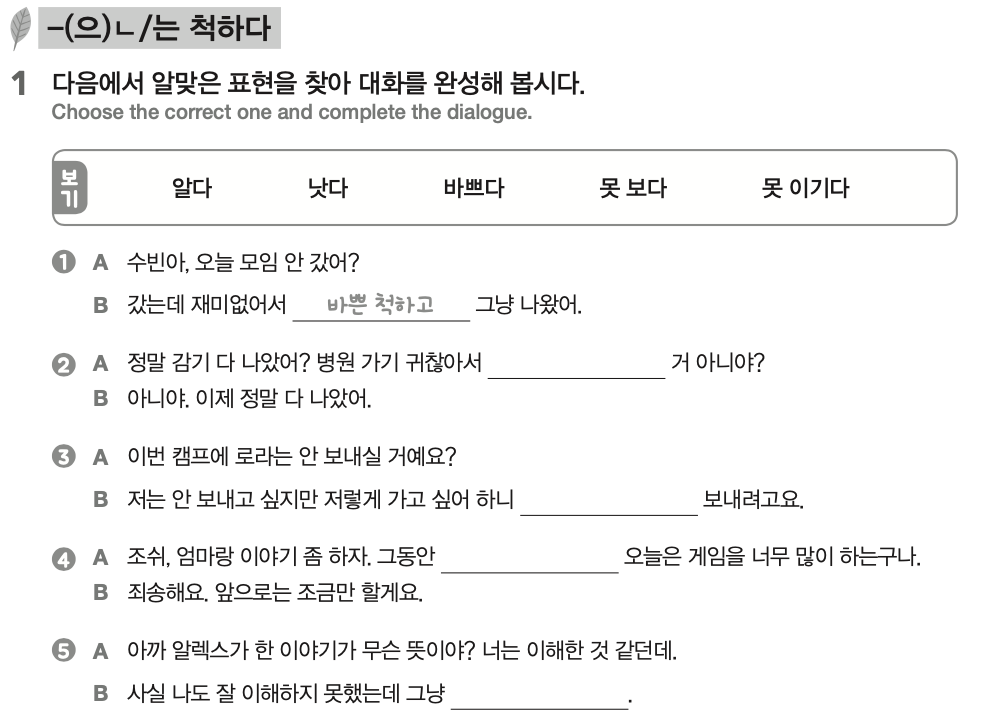 -(으)ㄴ/는 척하다
1 다음에서 알맞은 표현을 찾아 대화를 완성해 봅시다.
Choose the correct one and complete the dialogue.
보기 알다 낫다 바쁘다 못 보다 못 이기다
❶ A 수빈아, 오늘 모임 안 갔어?
B 갔는데 재미없어서 바쁜 척하고 그냥 나왔어.
❷ A 정말 감기 다 나았어? 병원 가기 귀찮아서 ____________ 거 아니야?
B 아니야. 이제 정말 다 나았어.
❸ A 이번 캠프에 로라는 안 보내실 거예요?
B 저는 안 보내고 싶지만 저렇게 가고 싶어 하니 ____________ 보내려고요.
❹ A 조쉬, 엄마랑 이야기 좀 하자. 그동안 ____________ 오늘은 게임을 너무 많이 하는구나.
B 죄송해요. 앞으로는 조금만 할게요.
❺ A 아까 알렉스가 한 이야기가 무슨 뜻이야? 너는 이해한 것 같던데.
B 사실 나도 잘 이해하지 못했는데 그냥 ____________.